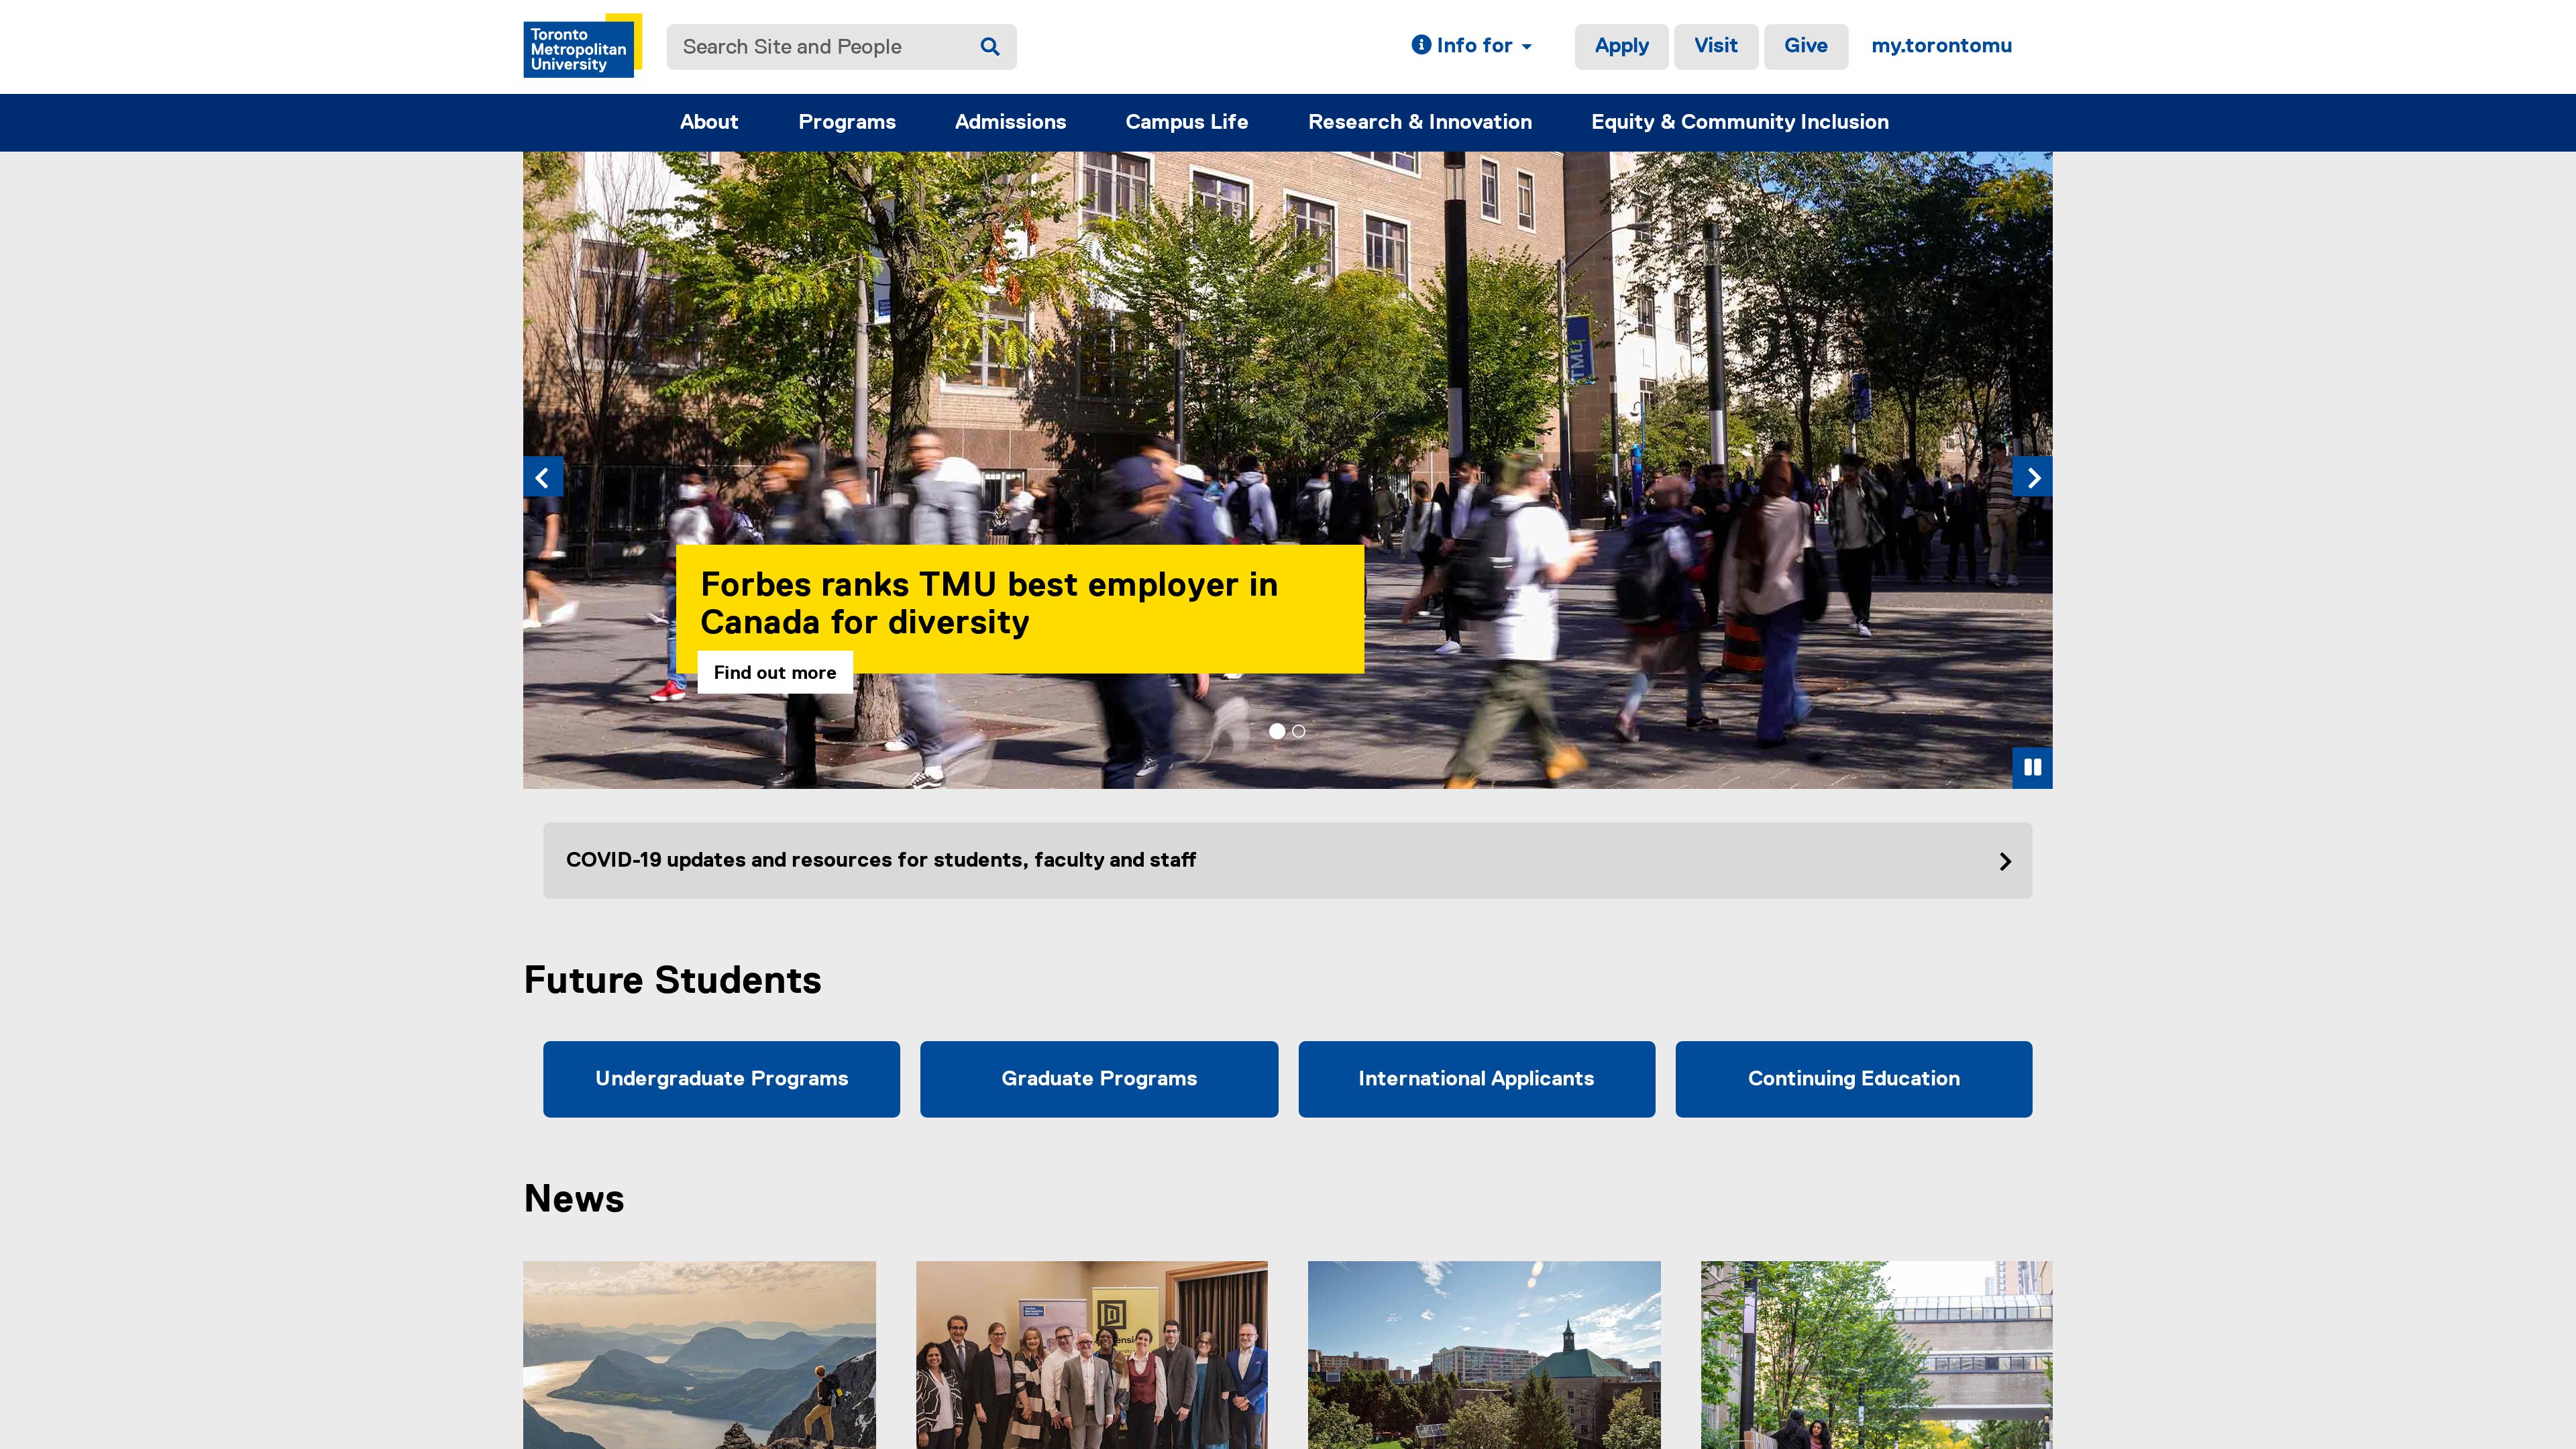 Toronto
Metropolitan
University
Search Site and People
Info for
Apply
Visit
Give
my.torontomu
About
Programs
Admissions
Campus Life
Research & Innovation
Equity & Community Inclusion
TMU
Forbes ranks TMU best employer in
Canada for diversity
Find out more
COVID-19 updates and resources for students, faculty and staff
Future Students
Undergraduate Programs
Graduate Programs
International Applicants
Continuing Education
News